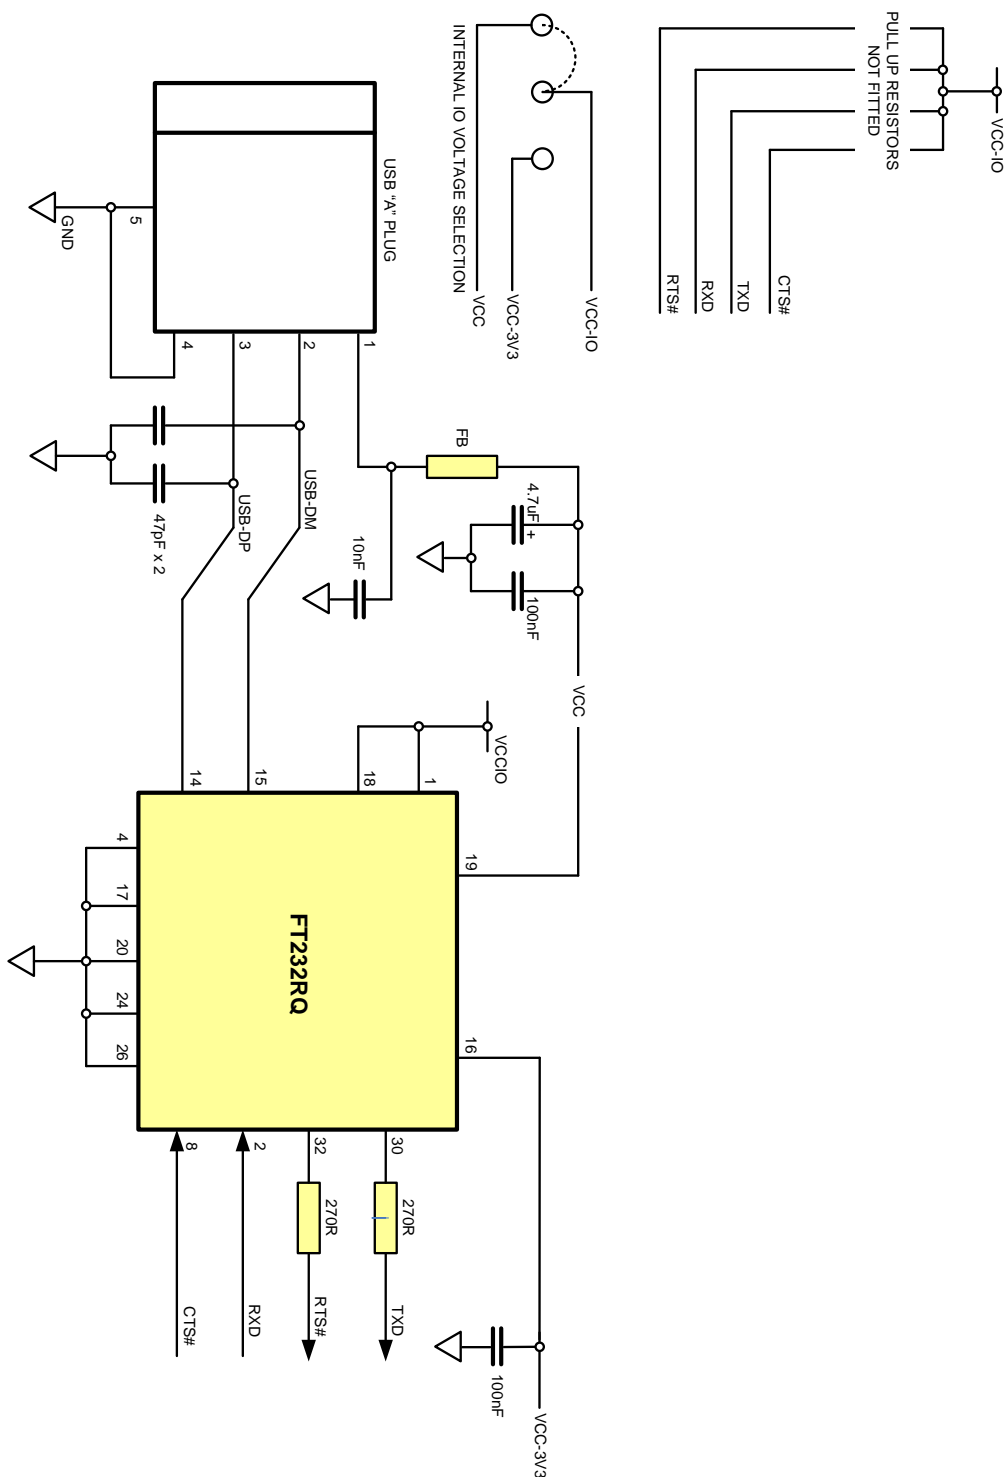 VCC-IO
PULL UP RESISTORS
NOT FITTED
CTS#
TXD
RXD
RTS#
INTERNAL IO VOLTAGE SELECTION
VCC-IO
VCC-3V3
VCC
USB “A” PLUG
1
2
3
4
5
GND
FB
4.7uF
+
100nF
10nF
USB-DM
USB-DP
47pF x 2
VCC
VCCIO
1
18
15
14
19
16
FT232RQ
4
17
20
24
26
30
32
2
8
270R
270R
TXD
RTS#
RXD
CTS#
100nF
VCC-3V3